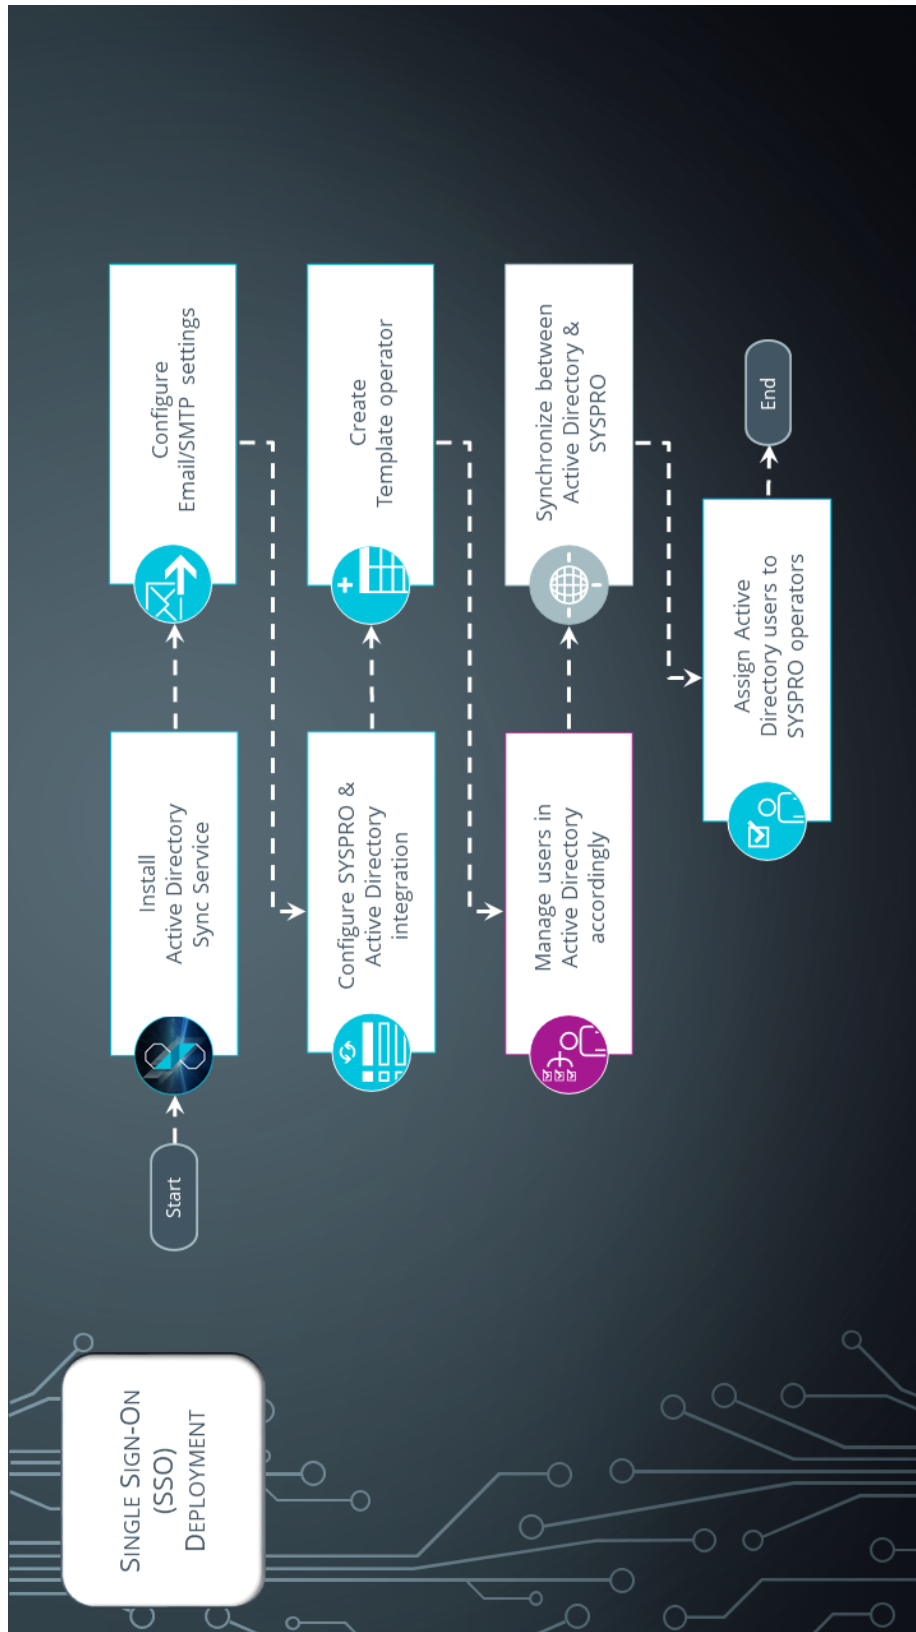 SINGLE SIGN-ON
(SSO)
DEPLOYMENT
Start
Install
Active Directory
Sync Service
Configure
Email/SMTP settings
Configure SYSPRO &
Active Directory
integration
Create
Template operator
Manage users in
Active Directory
accordingly
Synchronize between
Active Directory &
SYSPRO
Assign Active
Directory users to
SYSPRO operators
End